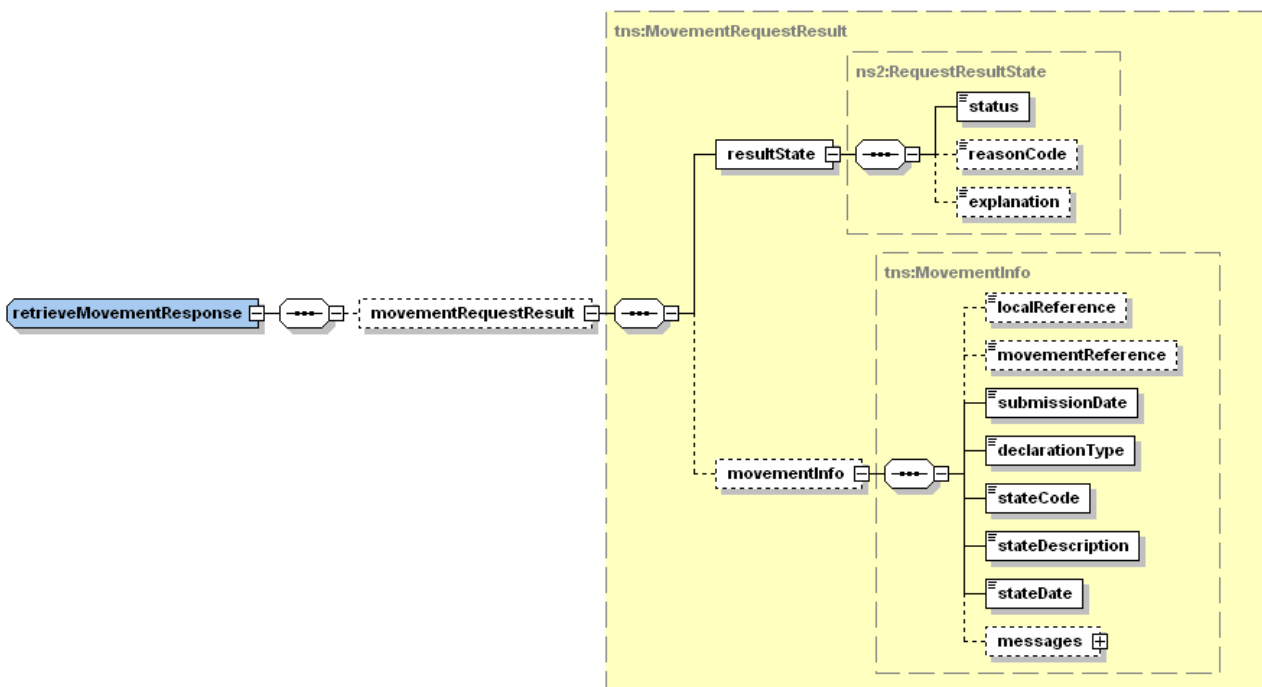 tns:MovementRequestResult
ns2:RequestResultState
status
resultState
reasonCode
explanation
tns:MovementInfo
localReference
retrieveMovementResponse
movementRequestResult
movementReference
submissionDate
declarationType
movementInfo
stateCode
stateDescription
stateDate
messages